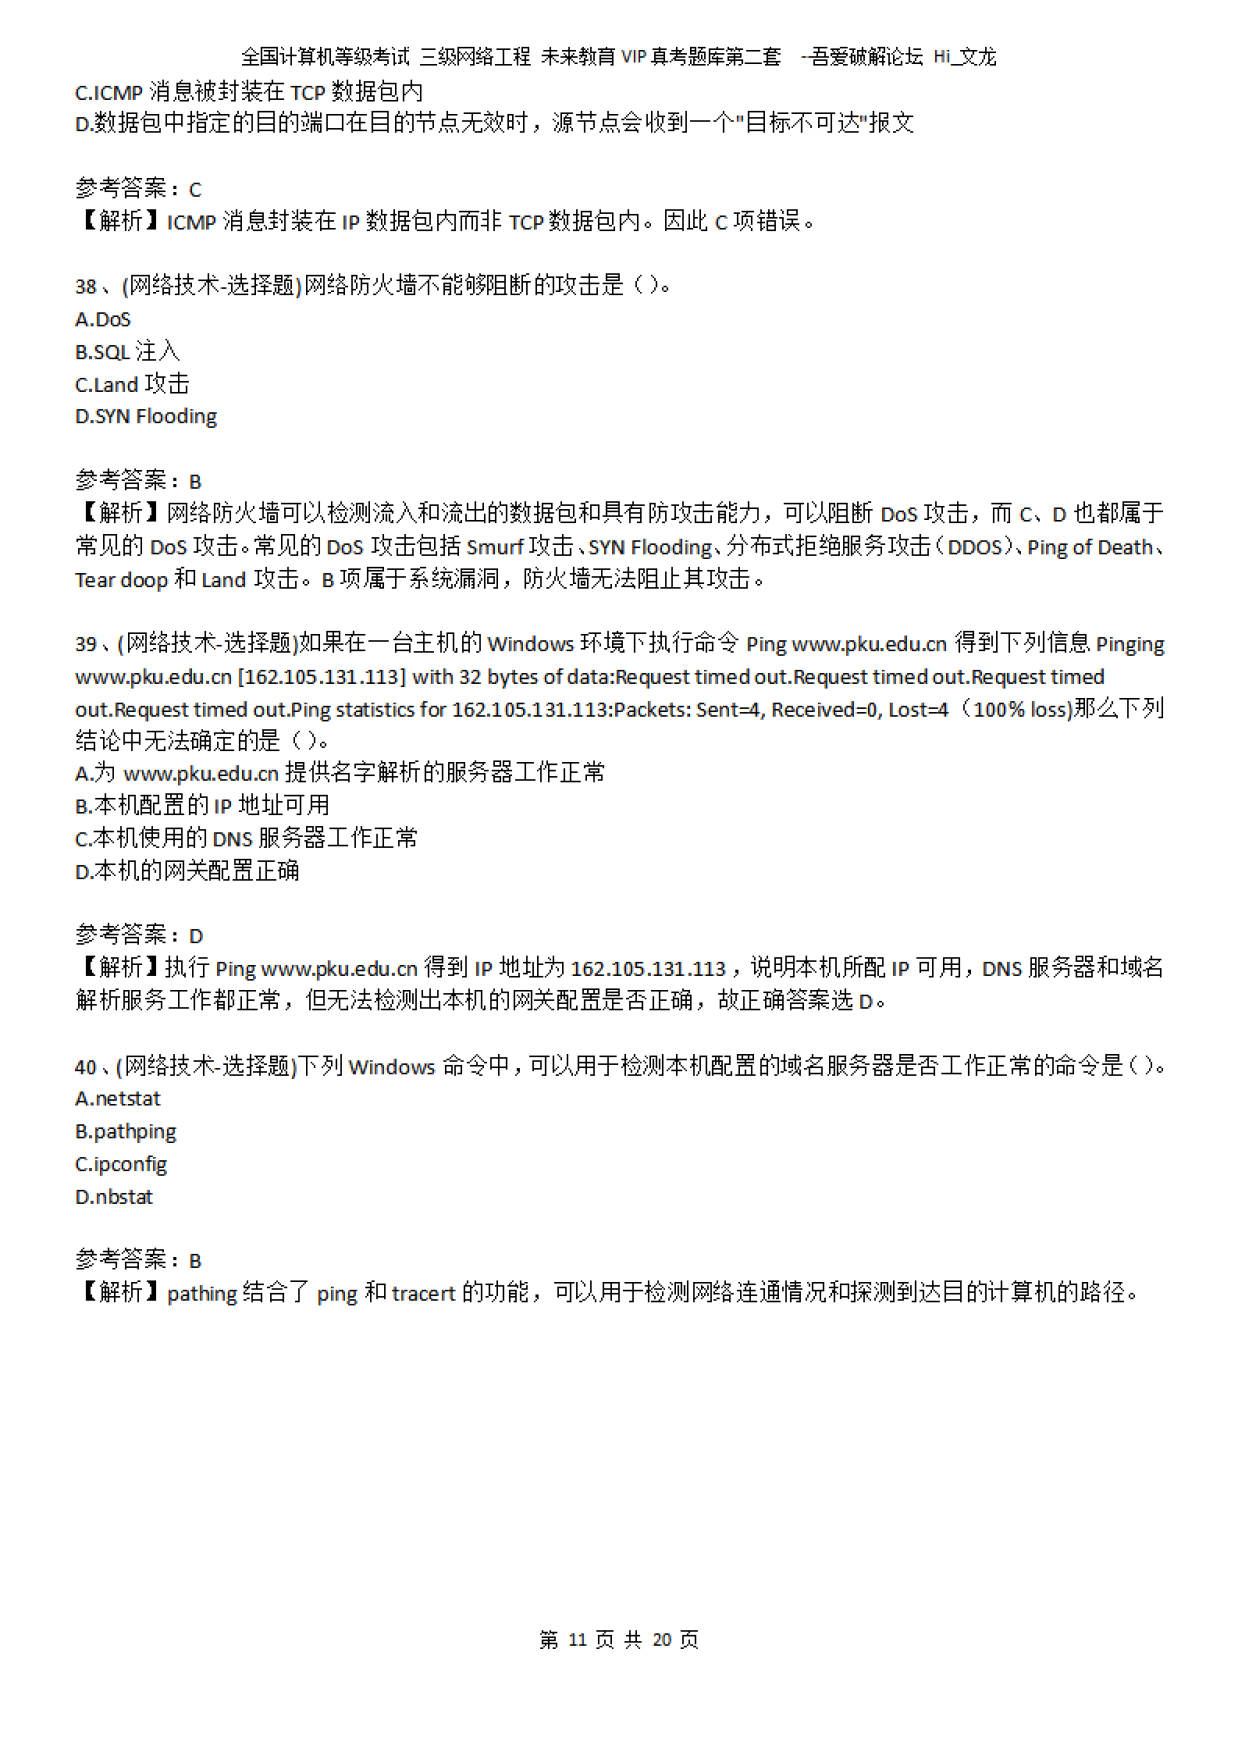 全国计算机等级考试 三级网络工程 未来教育 VIP 真考题库第二套 --吾爱破解论坛 Hi_文龙
C.ICMP 消息被封装在 TCP 数据包内
D.数据包中指定的目的端口在目的节点无效时，源节点会收到一个"目标不可达"报文
参考答案：C
【解析】ICMP 消息封装在 IP 数据包内而非 TCP 数据包内。因此 C 项错误。
38、(网络技术-选择题)网络防火墙不能够阻断的攻击是（）。
A.DoS
B.SQL 注入
C.Land 攻击
D.SYN Flooding
参考答案：B
【解析】网络防火墙可以检测流入和流出的数据包和具有防攻击能力，可以阻断 DoS 攻击，而 C、D 也都属于
常见的 DoS 攻击。常见的 DoS 攻击包括 Smurf 攻击、SYN Flooding、分布式拒绝服务攻击（DDOS）、Ping of Death、
Tear doop 和 Land 攻击。B 项属于系统漏洞，防火墙无法阻止其攻击。
39、(网络技术-选择题)如果在一台主机的 Windows 环境下执行命令 Ping www.pku.edu.cn 得到下列信息 Pinging
www.pku.edu.cn [162.105.131.113] with 32 bytes of data:Request timed out.Request timed out.Request timed
out.Request timed out.Ping statistics for 162.105.131.113:Packets: Sent=4, Received=0, Lost=4（100% loss)那么下列
结论中无法确定的是（）。
A.为 www.pku.edu.cn 提供名字解析的服务器工作正常
B.本机配置的 IP 地址可用
C.本机使用的 DNS 服务器工作正常
D.本机的网关配置正确
参考答案：D
【解析】执行 Ping www.pku.edu.cn 得到 IP 地址为 162.105.131.113，说明本机所配 IP 可用，DNS 服务器和域名
解析服务工作都正常，但无法检测出本机的网关配置是否正确，故正确答案选 D。
40、(网络技术-选择题)下列 Windows 命令中，可以用于检测本机配置的域名服务器是否工作正常的命令是（）。
A.netstat
B.pathping
C.ipconfig
D.nbstat
参考答案：B
【解析】pathing 结合了 ping 和 tracert 的功能，可以用于检测网络连通情况和探测到达目的计算机的路径。
第 11 页 共 20 页